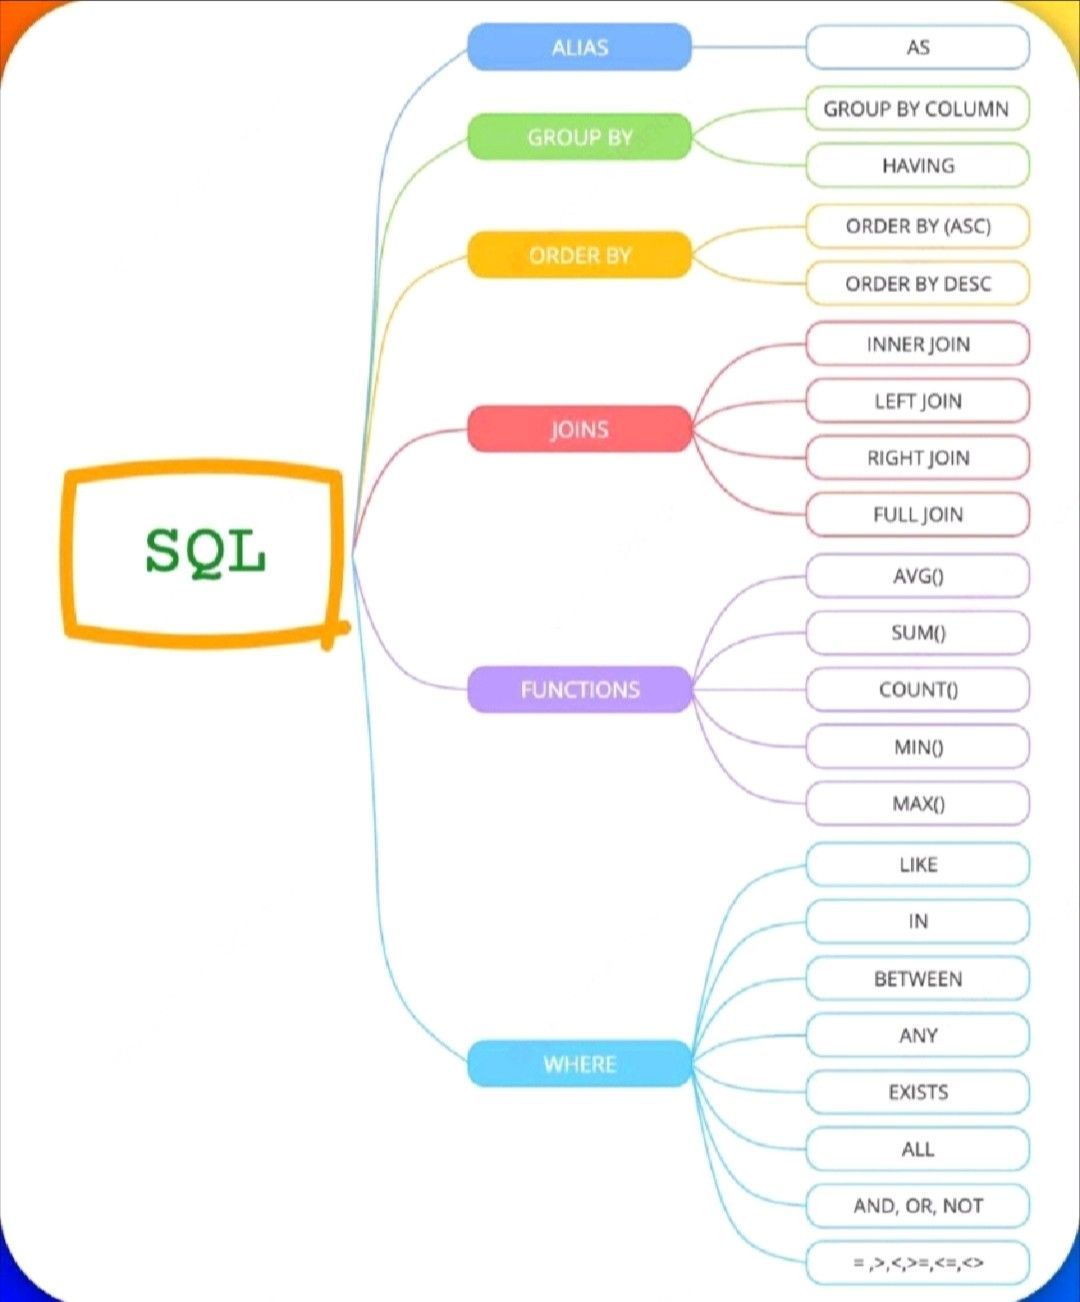 SQL
ALIAS
AS
GROUP BY
GROUP BY COLUMN
HAVING
ORDER BY
ORDER BY (ASC)
ORDER BY DESC
JOINS
INNER JOIN
LEFT JOIN
RIGHT JOIN
FULL JOIN
FUNCTIONS
AVG()
SUM()
COUNT()
MIN()
MAX()
WHERE
LIKE
IN
BETWEEN
ANY
EXISTS
ALL
AND, OR, NOT
= ,>,<,>=,<=,<>